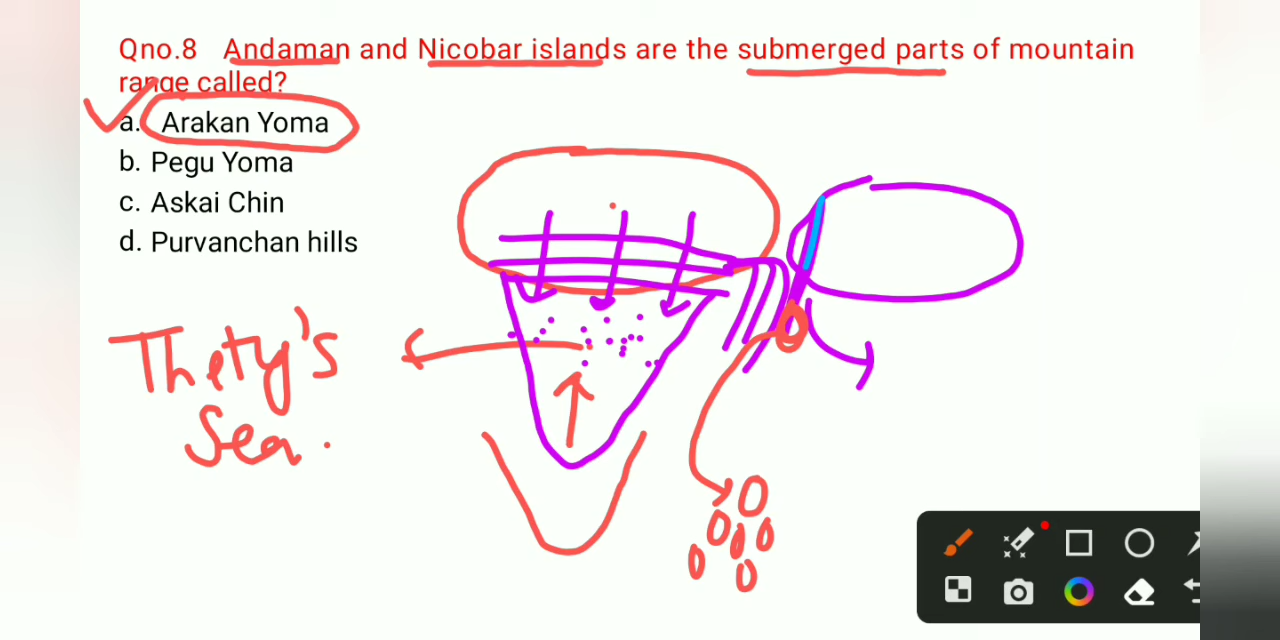 Qno.8 Andaman and Nicobar islands are the submerged parts of mountain
range called?
a. Arakan Yoma
b. Pegu Yoma
c. Askai Chin
d. Purvanchan hills
Thety's
Sea.